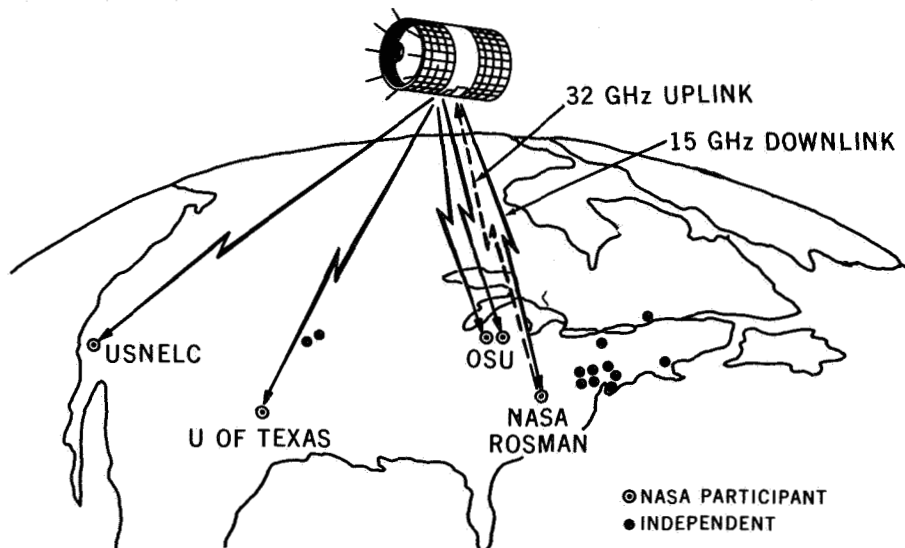 32 GHz UPLINK
15 GHz DOWNLINK
USNELC
OSU
U OF TEXAS
NASA
ROSMAN
NASA PARTICIPANT
INDEPENDENT